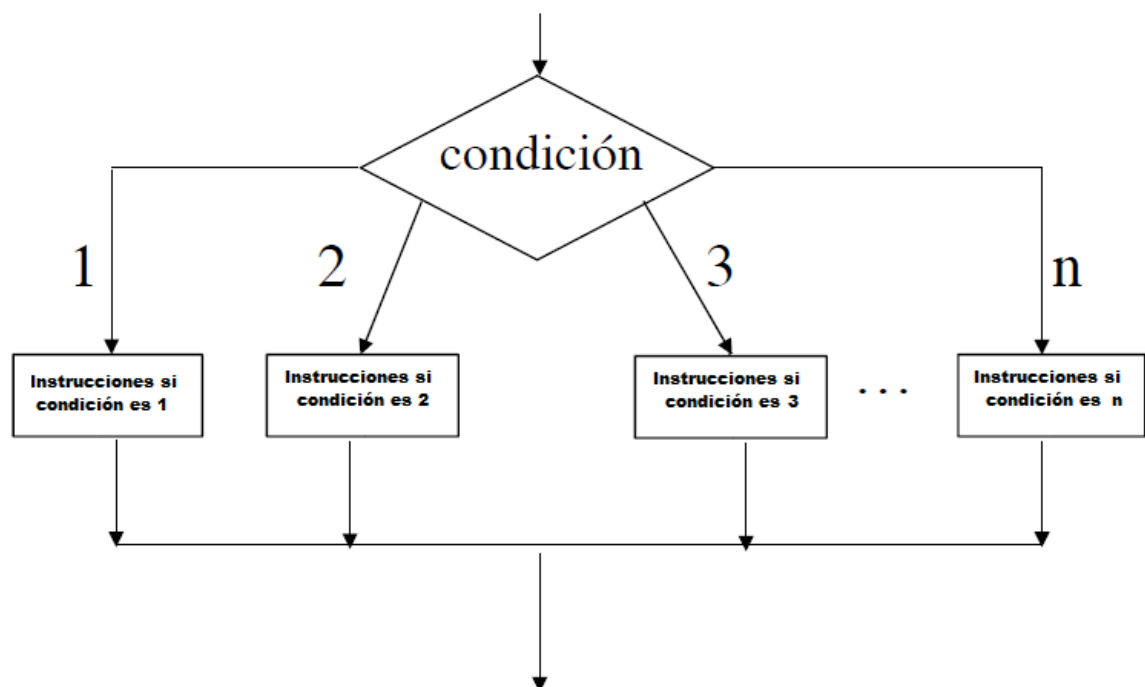 condición
1
2
3
n
Instrucciones si
condición es 1
Instrucciones si
condición es 2
Instrucciones si
condición es 3
. . .
Instrucciones si
condición es n